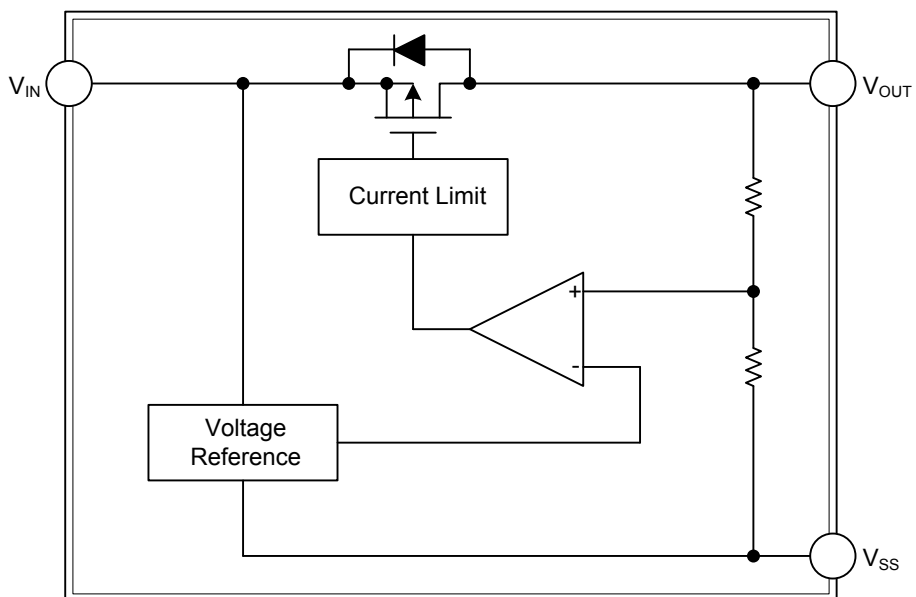 V_IN
V_OUT
Current Limit
+
-
Voltage
Reference
V_SS